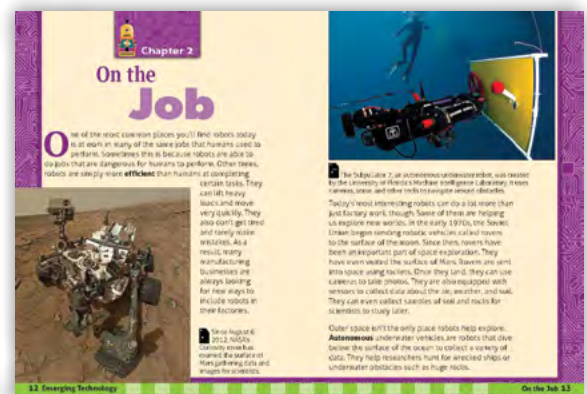 Chapter 2
On the
Job
One of the most common places you'll find robots today
is at work in many of the same jobs that humans used to
perform. Sometimes this is because robots are able to
do jobs that are dangerous for humans to perform. Other times,
robots are simply more efficient than humans at completing
certain tasks. They
can lift heavy
loads and move
very quickly. They
also don't get tired
and rarely make
mistakes. As a
result, many
manufacturing
businesses are
always looking
for new ways to
include robots in
their factories.
Since August 6
2012, NASA's
Curiosity rover has
roamed the surface of
Mars gathering data and
images for scientists.
12 Emerging Technology
The SubjuGator 7, an autonomous underwater robot, was created
by the University of Florida's Machine Intelligence Laboratory. It uses
cameras, sonar, and other tools to navigate around obstacles.
Today's most interesting robots can do a lot more than
just factory work, though. Some of them are helping
us explore new worlds. In the early 1970s, the Soviet
Union began sending robotic vehicles called rovers
to the surface of the moon. Since then, rovers have
been an important part of space exploration. They
have even visited the surface of Mars. Rovers are sent
into space using rockets. Once they land, they can use
cameras to take photos. They are also equipped with
sensors to collect data about the air, weather, and soil.
They can even collect samples of soil and rocks for
scientists to study later.
Outer space isn't the only place robots help explore.
Autonomous underwater vehicles are robots that dive
below the surface of the ocean to collect a variety of
data. They help researchers hunt for wrecked ships or
underwater obstacles such as huge rocks.
On the Job 13